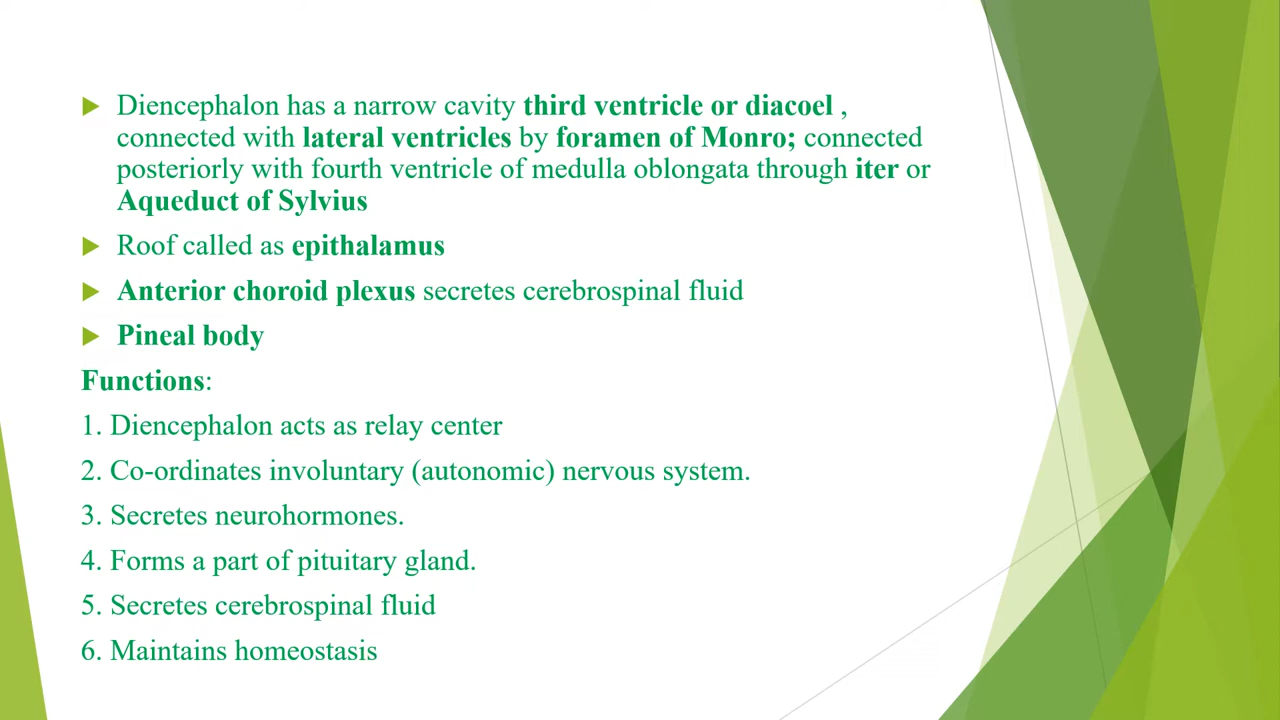 Diencephalon has a narrow cavity third ventricle or diacoel ,
connected with lateral ventricles by foramen of Monro; connected
posteriorly with fourth ventricle of medulla oblongata through iter or
Aqueduct of Sylvius
Roof called as epithalamus
Anterior choroid plexus secretes cerebrospinal fluid
Pineal body
Functions:
1. Diencephalon acts as relay center
2. Co-ordinates involuntary (autonomic) nervous system.
3. Secretes neurohormones.
4. Forms a part of pituitary gland.
5. Secretes cerebrospinal fluid
6. Maintains homeostasis